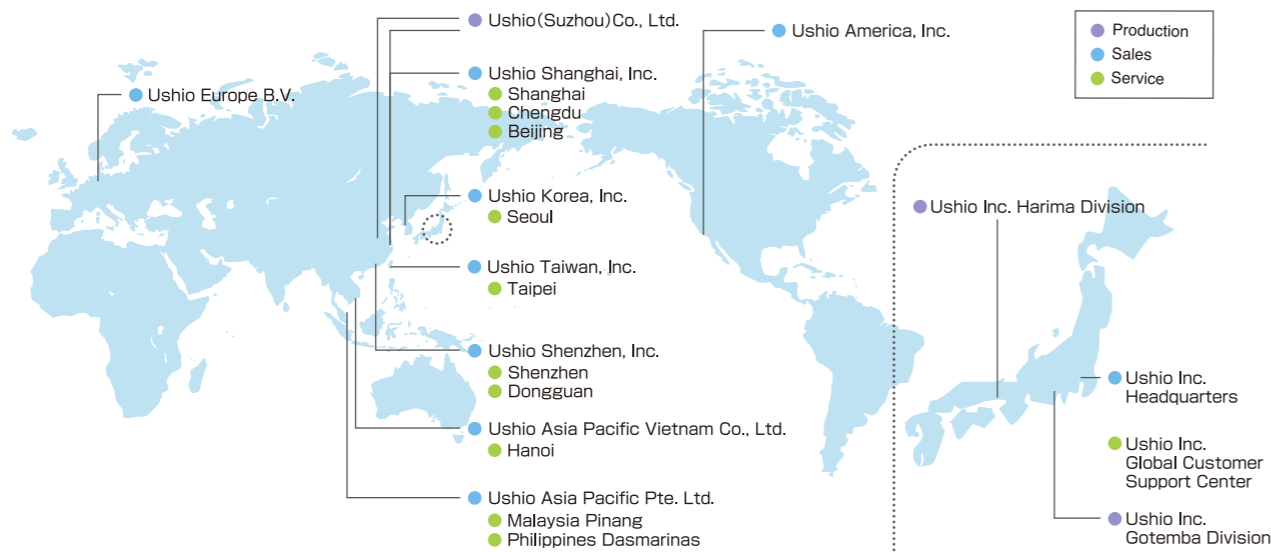 Ushio(Suzhou)Co., Ltd.
Ushio America, Inc.
Production
Sales
Service
Ushio Shanghai, Inc.
Shanghai
Chengdu
Beijing
Ushio Europe B.V.
Ushio Korea, Inc.
Seoul
Ushio Taiwan, Inc.
Taipei
Ushio Shenzhen, Inc.
Shenzhen
Dongguan
Ushio Asia Pacific Vietnam Co., Ltd.
Hanoi
Ushio Asia Pacific Pte. Ltd.
Malaysia Pinang
Philippines Dasmarinas
Ushio Inc. Harima Division
Ushio Inc.
Headquarters
Ushio Inc.
Global Customer
Support Center
Ushio Inc.
Gotemba Division